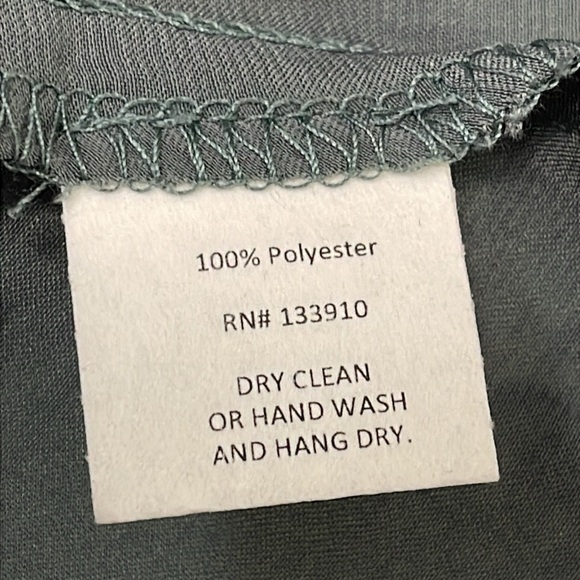 100% Polyester
RN# 133910
DRY CLEAN
OR HAND WASH
AND HANG DRY.